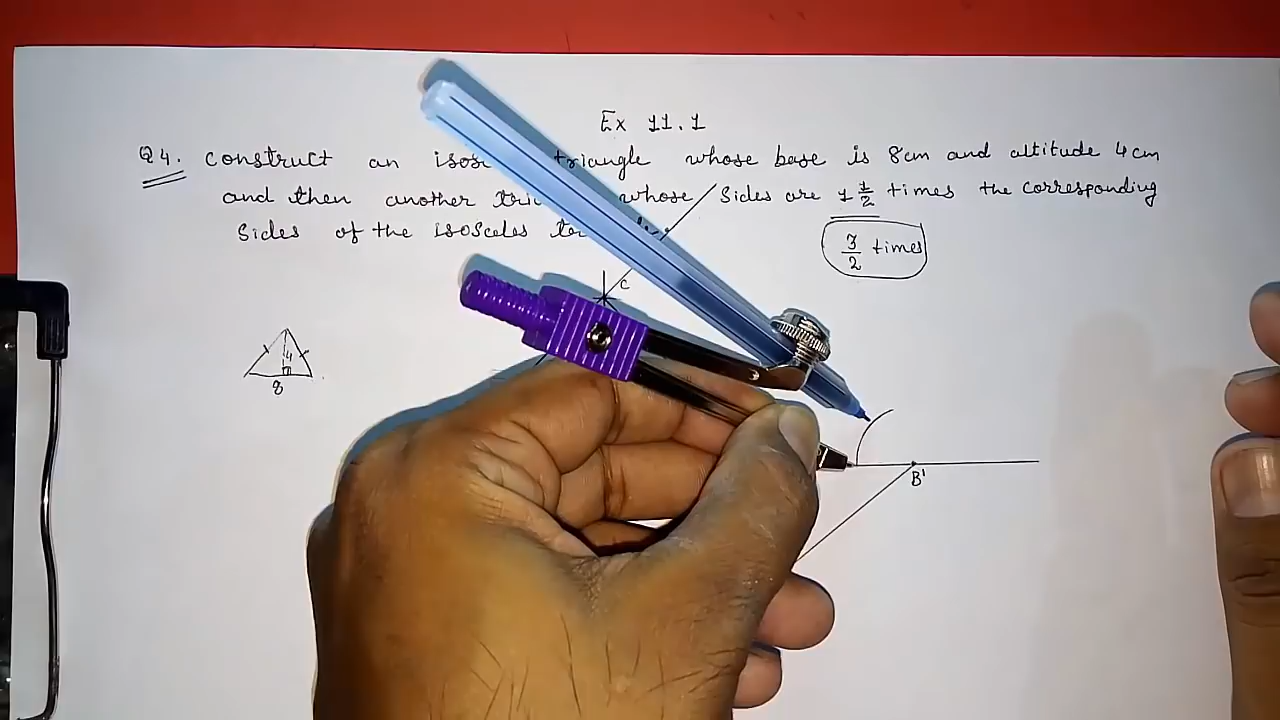 Ex 11.1
Q4. construct an triangle whose base is 8cm and altitude 4cm
and then another whose sides are 1 1/2 times the corresponding
sides of the isosceles
3/2 times
C
4
8
B'